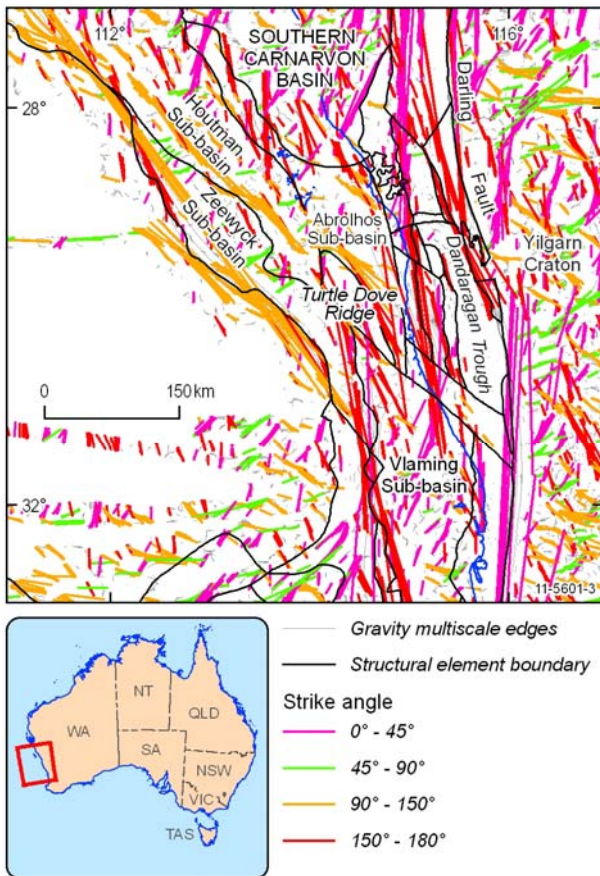 112°
116°
SOUTHERN
CARNARVON
BASIN
28°
Houtman
Sub-basin
Darling
Fault
Zeewyck
Sub-basin
Abrolhos
Sub-basin
Yilgarn
Craton
Dandaragan Trough
Turtle Dove
Ridge
0 150 km
Vlaming
Sub-basin
32°
11-5601-3
NT
QLD
WA
SA
NSW
VIC
TAS
Gravity multiscale edges
Structural element boundary
Strike angle
0° - 45°
45° - 90°
90° - 150°
150° - 180°